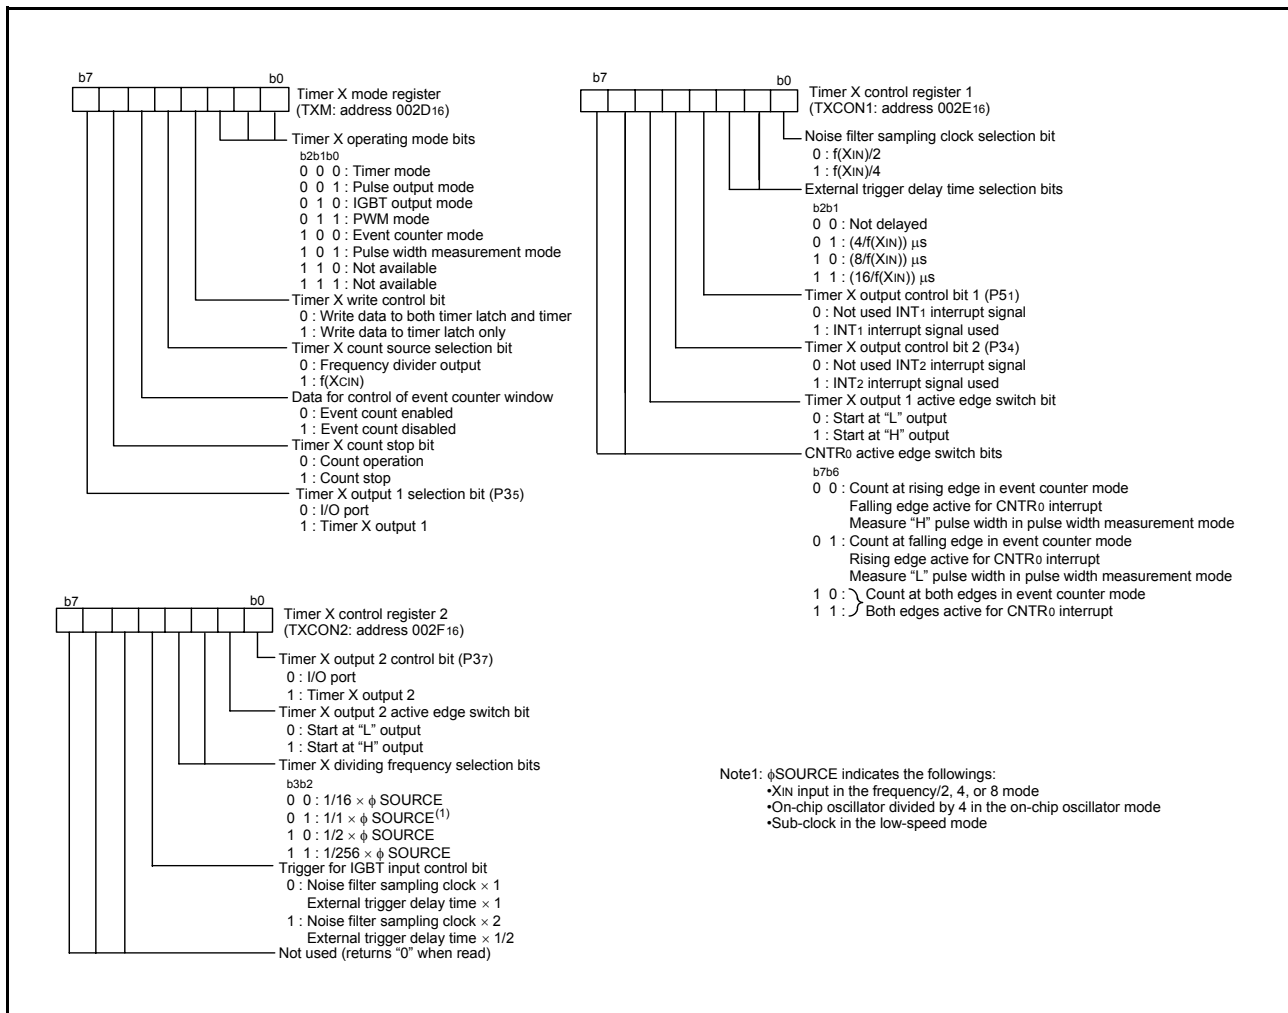 b7 b0
Timer X mode register
(TXM: address 002D16)
Timer X operating mode bits
b2b1b0
0 0 0 : Timer mode
0 0 1 : Pulse output mode
0 1 0 : IGBT output mode
0 1 1 : PWM mode
1 0 0 : Event counter mode
1 0 1 : Pulse width measurement mode
1 1 0 : Not available
1 1 1 : Not available
Timer X write control bit
0 : Write data to both timer latch and timer
1 : Write data to timer latch only
Timer X count source selection bit
0 : Frequency divider output
1 : f(XCIN)
Data for control of event counter window
0 : Event count enabled
1 : Event count disabled
Timer X count stop bit
0 : Count operation
1 : Count stop
Timer X output 1 selection bit (P35)
0 : I/O port
1 : Timer X output 1
b7 b0
Timer X control register 1
(TXCON1: address 002E16)
Noise filter sampling clock selection bit
0 : f(XIN)/2
1 : f(XIN)/4
External trigger delay time selection bits
b2b1
0 0 : Not delayed
0 1 : (4/f(XIN)) μs
1 0 : (8/f(XIN)) μs
1 1 : (16/f(XIN)) μs
Timer X output control bit 1 (P51)
0 : Not used INT1 interrupt signal
1 : INT1 interrupt signal used
Timer X output control bit 2 (P34)
0 : Not used INT2 interrupt signal
1 : INT2 interrupt signal used
Timer X output 1 active edge switch bit
0 : Start at “L” output
1 : Start at “H” output
CNTR0 active edge switch bits
b7b6
0 0 : Count at rising edge in event counter mode
Falling edge active for CNTR0 interrupt
Measure “H” pulse width in pulse width measurement mode
0 1 : Count at falling edge in event counter mode
Rising edge active for CNTR0 interrupt
Measure “L” pulse width in pulse width measurement mode
1 0 : Count at both edges in event counter mode
1 1 : Both edges active for CNTR0 interrupt
b7 b0
Timer X control register 2
(TXCON2: address 002F16)
Timer X output 2 control bit (P37)
0 : I/O port
1 : Timer X output 2
Timer X output 2 active edge switch bit
0 : Start at “L” output
1 : Start at “H” output
Timer X dividing frequency selection bits
b3b2
0 0 : 1/16 × ϕ SOURCE
0 1 : 1/1 × ϕ SOURCE(1)
1 0 : 1/2 × ϕ SOURCE
1 1 : 1/256 × ϕ SOURCE
Trigger for IGBT input control bit
0 : Noise filter sampling clock × 1
External trigger delay time × 1
1 : Noise filter sampling clock × 2
External trigger delay time × 1/2
Not used (returns “0” when read)
Note1: ϕSOURCE indicates the followings:
•XIN input in the frequency/2, 4, or 8 mode
•On-chip oscillator divided by 4 in the on-chip oscillator mode
•Sub-clock in the low-speed mode